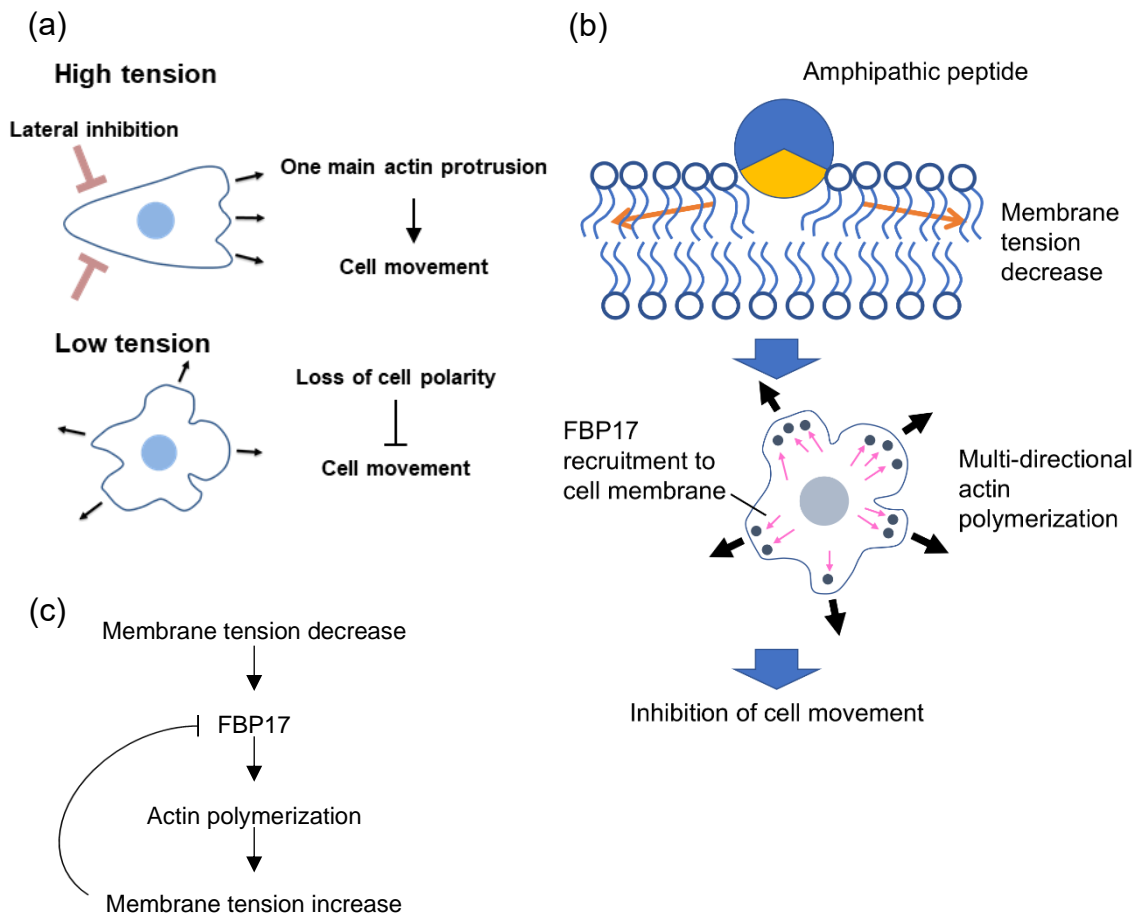 (a)
High tension
Lateral inhibition
One main actin protrusion
Cell movement
Low tension
Loss of cell polarity
Cell movement
(b)
Amphipathic peptide
Membrane
tension
decrease
FBP17
recruitment to
cell membrane
Multi-directional
actin
polymerization
Inhibition of cell movement
(c)
Membrane tension decrease
FBP17
Actin polymerization
Membrane tension increase